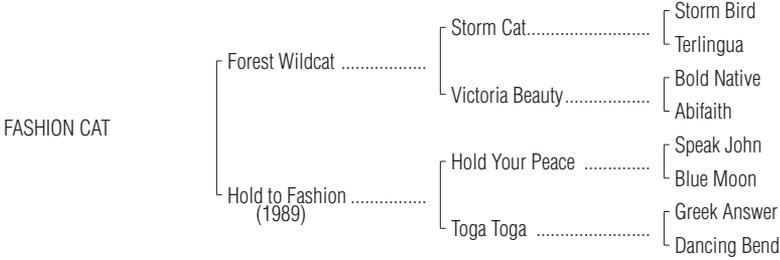 Storm Bird
Storm Cat..........................
Terlingua
Forest Wildcat ..................
Bold Native
Victoria Beauty..................
Abifaith
FASHION CAT
Speak John
Hold Your Peace ..............
Blue Moon
Hold to Fashion ................
(1989)
Greek Answer
Toga Toga ........................
Dancing Bend